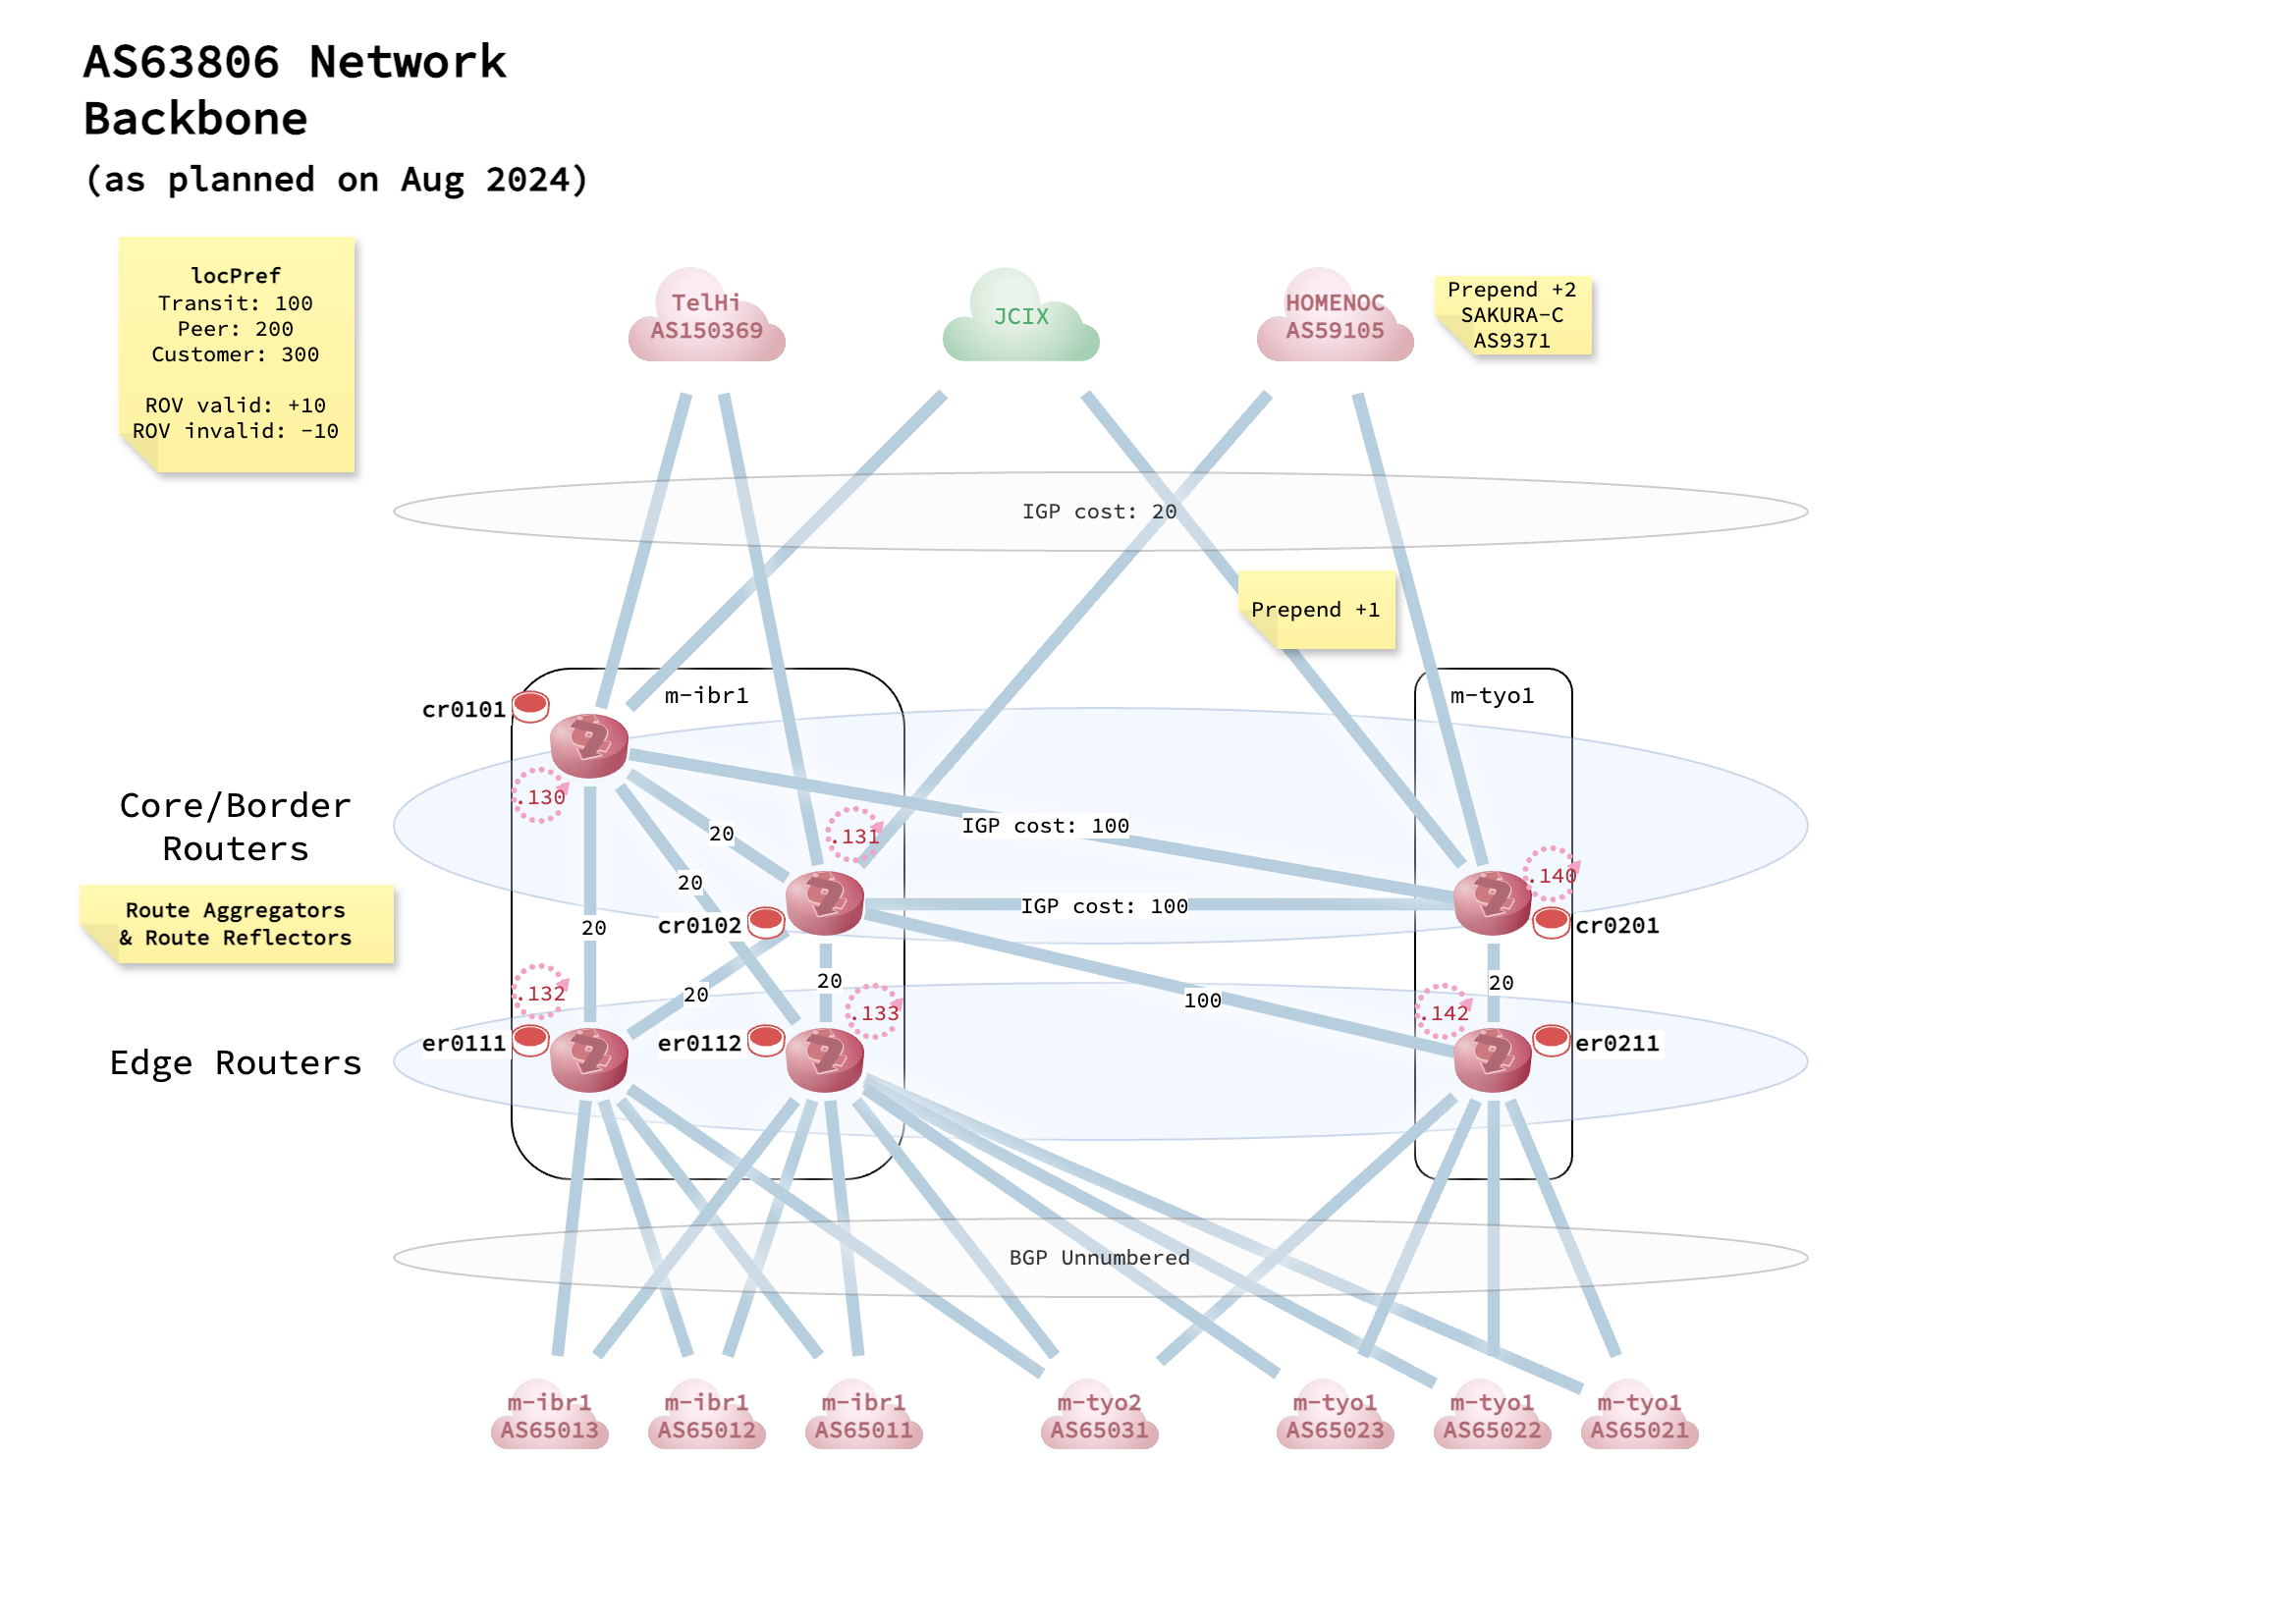 AS63806 Network
Backbone
(as planned on Aug 2024)
locPref
Transit: 100
Peer: 200
Customer: 300
ROV valid: +10
ROV invalid: -10
TelHi
AS150369
JCIX
HOMENOC
AS59105
Prepend +2
SAKURA-C
AS9371
IGP cost: 20
Prepend +1
m-ibr1
m-tyo1
cr0101
.130
Core/Border
Routers
20
.131
IGP cost: 100
.140
20
Route Aggregators
& Route Reflectors
20
cr0102
IGP cost: 100
cr0201
.132
20
20
.133
100
.142
20
Edge Routers
er0111
er0112
er0211
BGP Unnumbered
m-ibr1
AS65013
m-ibr1
AS65012
m-ibr1
AS65011
m-tyo2
AS65031
m-tyo1
AS65023
m-tyo1
AS65022
m-tyo1
AS65021